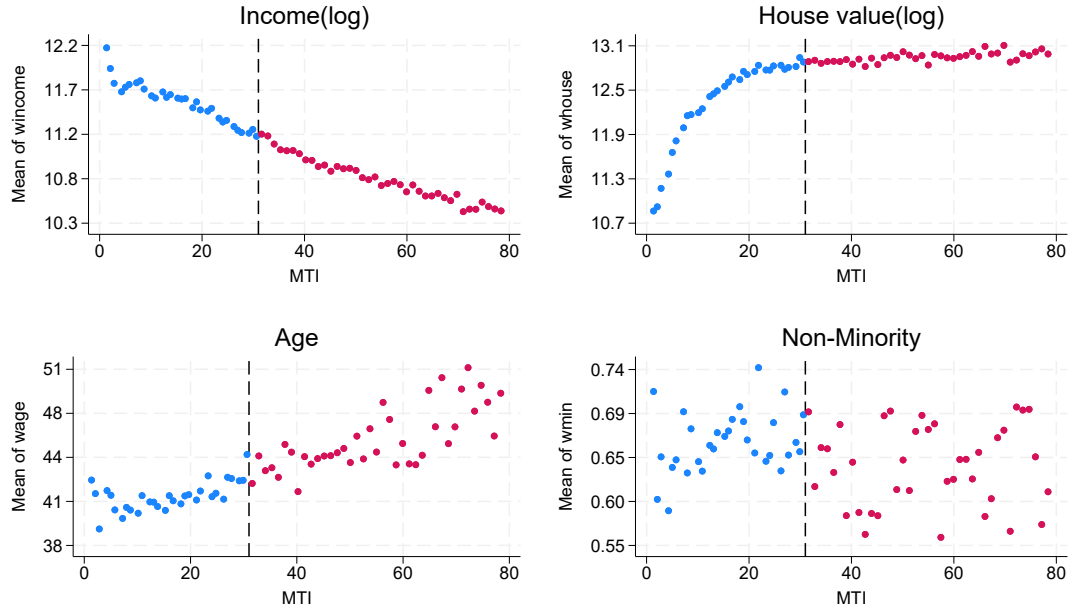 Income(log)
Mean of wincome
12.2
11.7
11.2
10.8
10.3
0 20 40 60 80
MTI
House value(log)
Mean of whouse
13.1
12.5
11.9
11.3
10.7
0 20 40 60 80
MTI
Age
Mean of wage
51
48
44
41
38
0 20 40 60 80
MTI
Non-Minority
Mean of wmin
0.74
0.69
0.65
0.60
0.55
0 20 40 60 80
MTI